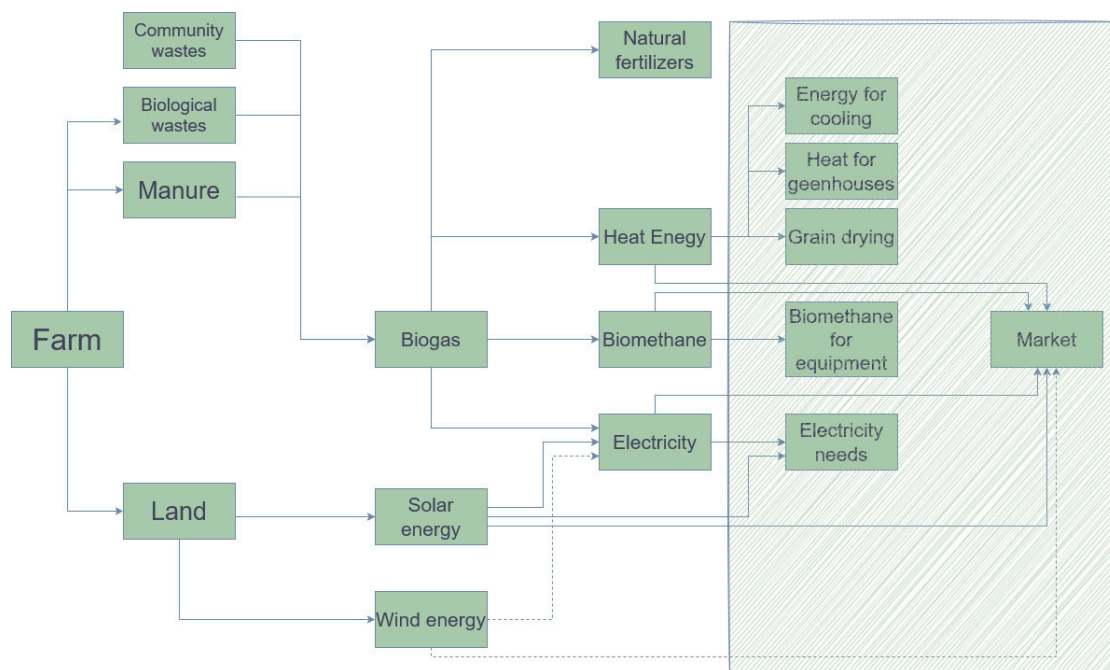 Community
wastes
Biological
wastes
Manure
Farm
Land
Biogas
Solar
energy
Wind energy
Natural
fertilizers
Heat Enegy
Biomethane
Electricity
Energy for
cooling
Heat for
geenhouses
Grain drying
Biomethane
for
equipment
Electricity
needs
Market